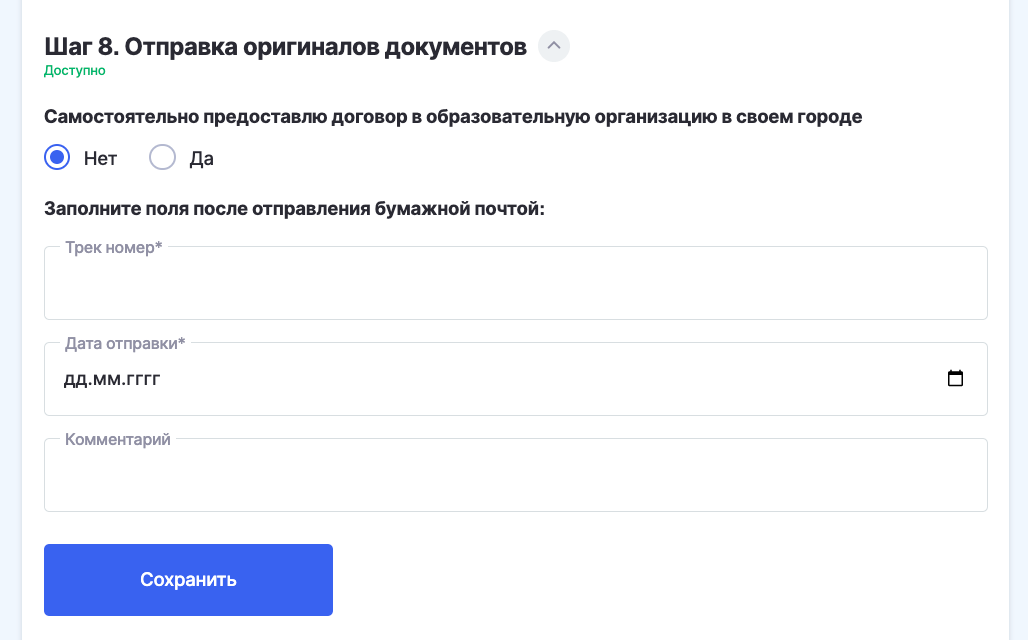 Шаг 8. Отправка оригиналов документов
Доступно
Самостоятельно предоставлю договор в образовательную организацию в своем городе
Нет Да
Заполните поля после отправления бумажной почтой:
Трек номер*
Дата отправки*
дд.мм.гггг
Комментарий
Сохранить